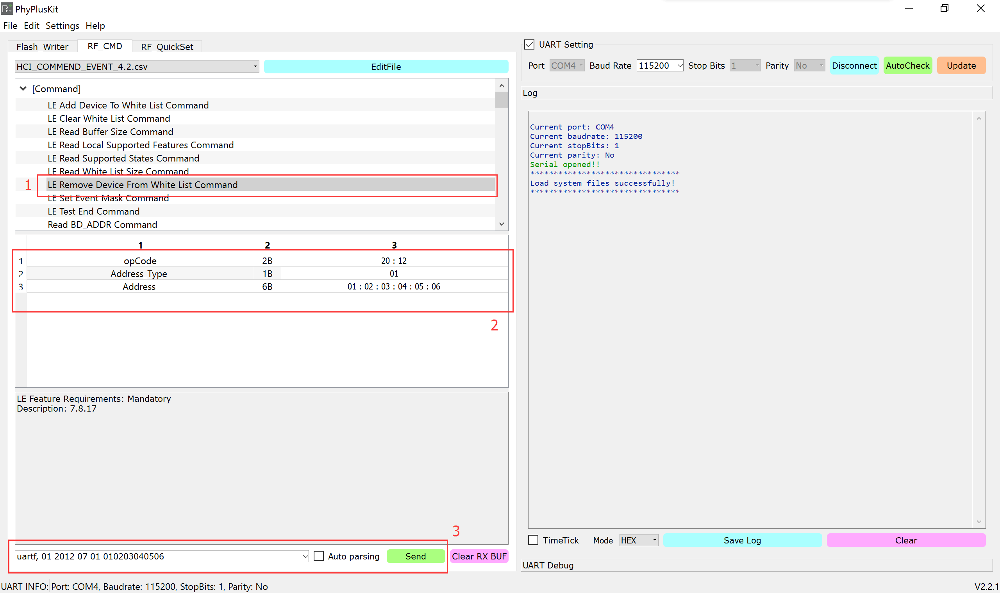 PhyPlusKit
File Edit Settings Help
Flash_Writer RF_CMD RF_QuickSet
HCI_COMMEND_EVENT_4.2.csv EditFile
[Command]
LE Add Device To White List Command
LE Clear White List Command
LE Read Buffer Size Command
LE Read Local Supported Features Command
LE Read Supported States Command
LE Read White List Size Command
1 LE Remove Device From White List Command
LE Set Event Mask Command
LE Test End Command
Read BD_ADDR Command
1 2 3
1 opCode 2B 20 : 12
2 Address_Type 1B 01
3 Address 6B 01 : 02 : 03 : 04 : 05 : 06
2
LE Feature Requirements: Mandatory
Description: 7.8.17
3
uartf, 01 2012 07 01 010203040506 Auto parsing Send Clear RX BUF
UART Setting
Port COM4 Baud Rate 115200 Stop Bits 1 Parity No Disconnect AutoCheck Update
Log
Current port: COM4
Current baudrate: 115200
Current stopBits: 1
Current parity: No
Serial opened!!
********************************
Load system files successfully!
********************************
TimeTick Mode HEX Save Log Clear
UART Debug
UART INFO: Port: COM4, Baudrate: 115200, StopBits: 1, Parity: No
V2.2.1